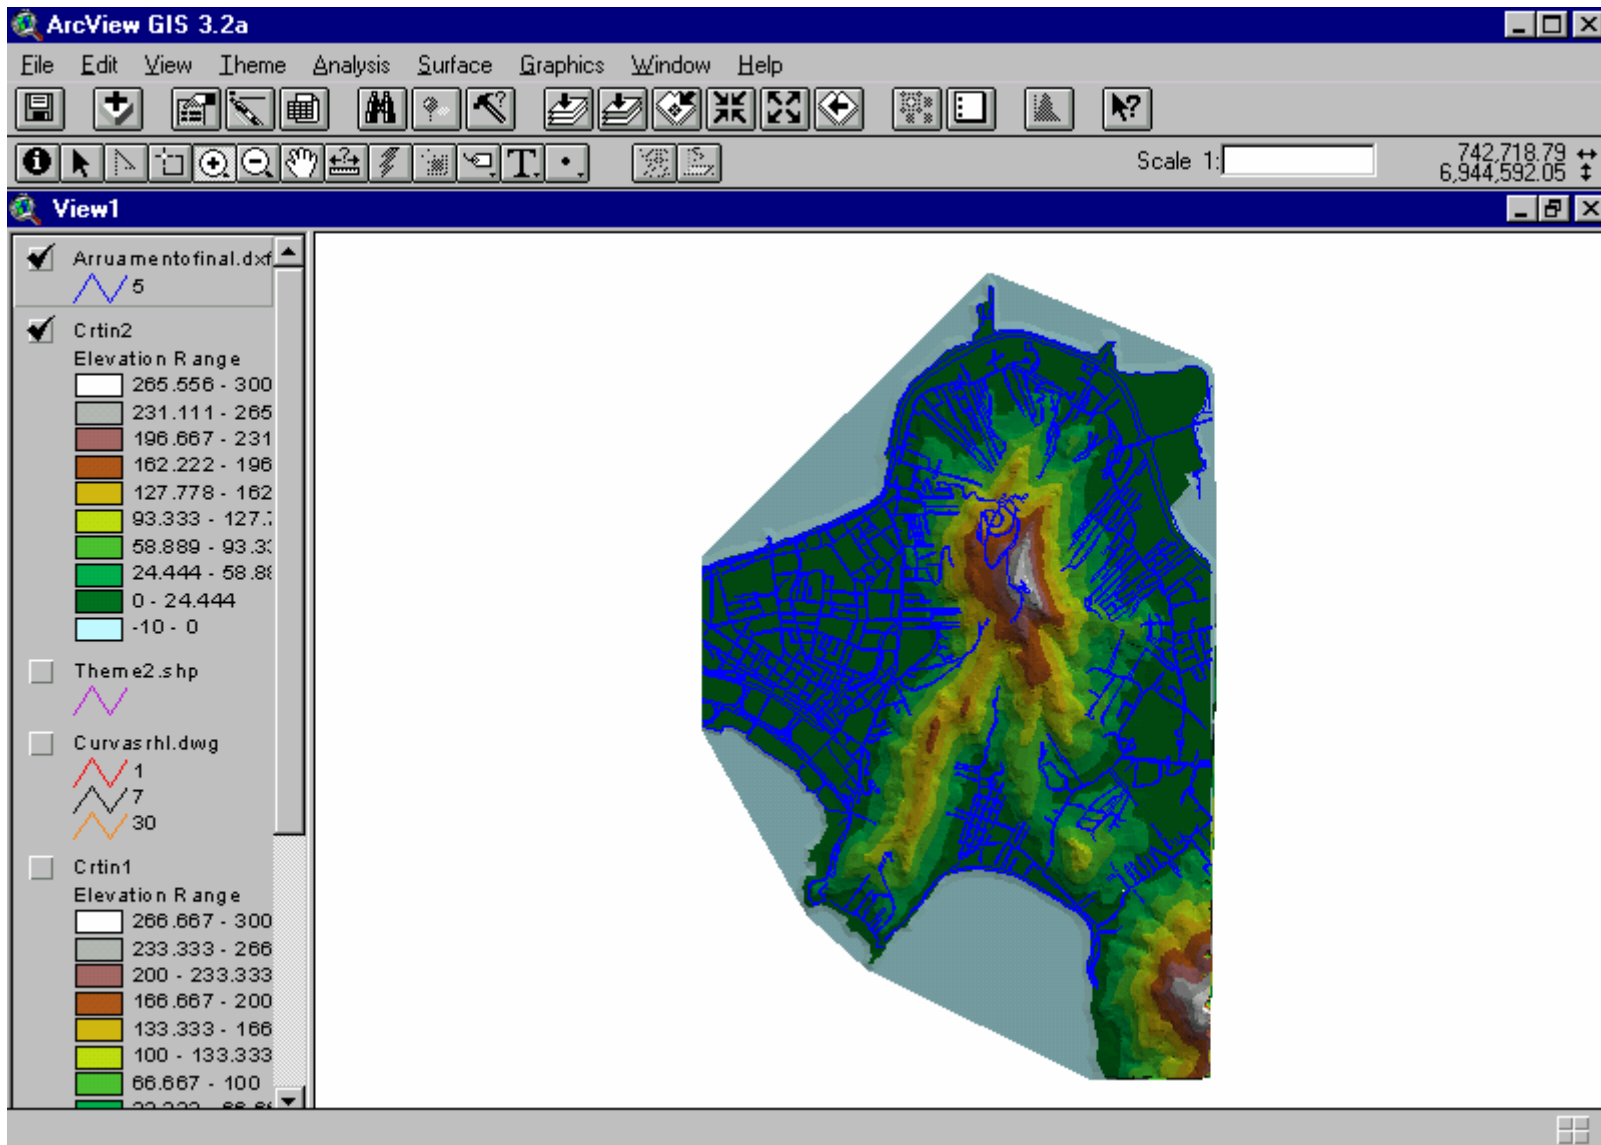 ArcView GIS 3.2a
File Edit View Theme Analysis Surface Graphics Window Help
Scale 1: 742,718.79
6,944,592.05
View1
Arruamentofinal.dxf
5
Crtin2
Elevation Range
265.556 - 300
231.111 - 265
196.667 - 231
162.222 - 196
127.778 - 162
93.333 - 127.
58.889 - 93.3
24.444 - 58.8
0 - 24.444
-10 - 0
Theme2.shp
Curvasrhl.dwg
1
7
30
Crtin1
Elevation Range
266.667 - 300
233.333 - 266
200 - 233.333
166.667 - 200
133.333 - 166
100 - 133.333
66.667 - 100